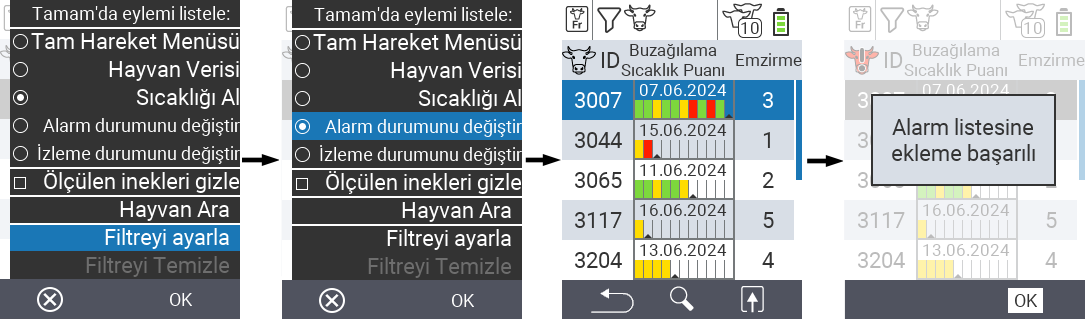 Tamam'da eylemi listele:
Tam Hareket Menüsü
Hayvan Verisi
Sıcaklığı Al
Alarm durumunu değiştir
İzleme durumunu değiştir
Ölçülen inekleri gizle
Hayvan Ara
Filtreyi ayarla
Filtreyi Temizle
OK
Tamam'da eylemi listele:
Tam Hareket Menüsü
Hayvan Verisi
Sıcaklığı Al
Alarm durumunu değiştir
İzleme durumunu değiştir
Ölçülen inekleri gizle
Hayvan Ara
Filtreyi ayarla
Filtreyi Temizle
OK
Fr 10
ID Buzağılama Sıcaklık Puanı Emzirme
3007 07.06.2024 3
3044 15.06.2024 1
3065 11.06.2024 2
3117 16.06.2024 5
3204 13.06.2024 4
Fr 10
ID Buzağılama Sıcaklık Puanı Emzirme
Alarm listesine
ekleme başarılı
3117 16.06.2024 5
3204 13.06.2024 4
OK